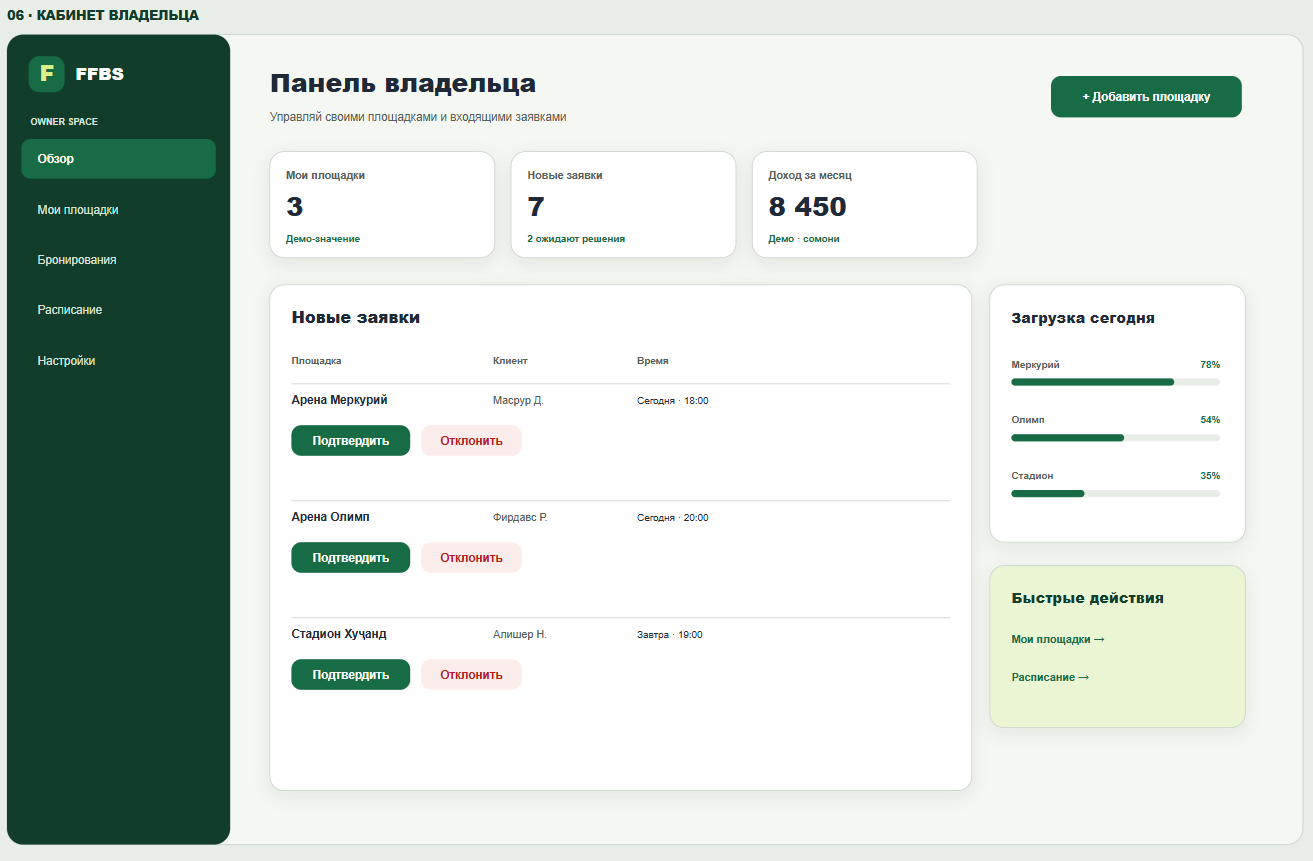 06 · КАБИНЕТ ВЛАДЕЛЬЦА
F FFBS
OWNER SPACE
Обзор
Мои площадки
Бронирования
Расписание
Настройки
Панель владельца
Управляй своими площадками и входящими заявками
+ Добавить площадку
Мои площадки
3
Демо-значение
Новые заявки
7
2 ожидают решения
Доход за месяц
8 450
Демо · сомони
Новые заявки
Площадка Клиент Время
Арена Меркурий Масрур Д. Сегодня · 18:00
Подтвердить Отклонить
Арена Олимп Фирдавс Р. Сегодня · 20:00
Подтвердить Отклонить
Стадион Хуҷанд Алишер Н. Завтра · 19:00
Подтвердить Отклонить
Загрузка сегодня
Меркурий 78%
Олимп 54%
Стадион 35%
Быстрые действия
Мои площадки →
Расписание →